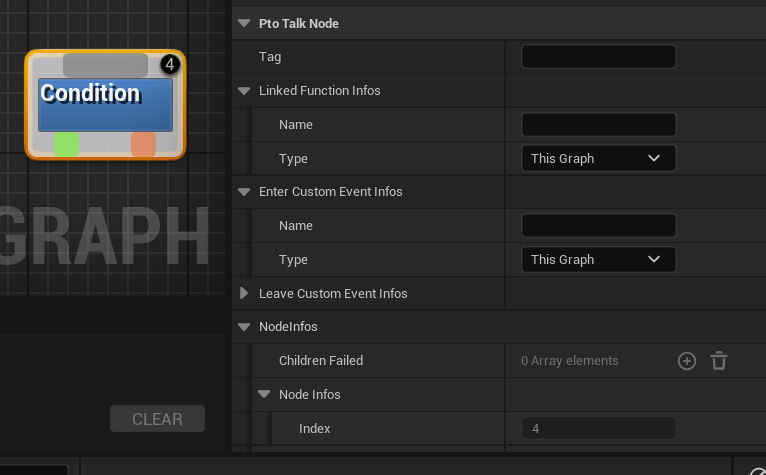 4
Condition
GRAPH
CLEAR
Pto Talk Node
Tag
Linked Function Infos
Name
Type This Graph
Enter Custom Event Infos
Name
Type This Graph
Leave Custom Event Infos
NodeInfos
Children Failed 0 Array elements
Node Infos
Index 4